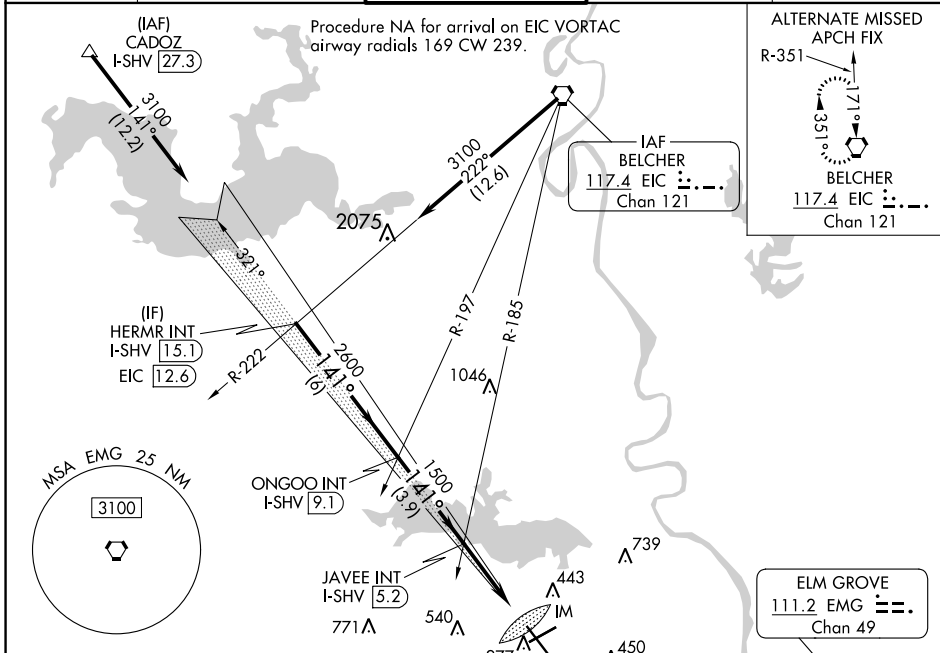 (IAF)
CADOZ
I-SHV 27.3
Procedure NA for arrival on EIC VORTAC
airway radials 169 CW 239.
ALTERNATE MISSED
APCH FIX
R-351
171°
351°
BELCHER
117.4 EIC
Chan 121
3100
141°
(12.2)
3100
222°
(12.6)
IAF
BELCHER
117.4 EIC
Chan 121
2075
321°
(IF)
HERMR INT
I-SHV 15.1
EIC 12.6
R-222
R-197
R-185
2600
141°
(6)
1046
MSA EMG 25 NM
3100
ONGOO INT
I-SHV 9.1
1500
141°
(3.9)
JAVEE INT
I-SHV 5.2
739
443
IM
771
540
450
ELM GROVE
111.2 EMG
Chan 49